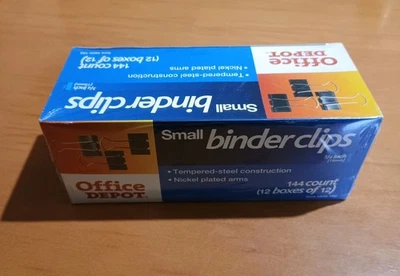 Office
DEPOT.
144 count
(12 boxes of 12)
• Tempered-steel construction
• Nickel plated arms
Small
binder clips
Small binder clips
• Tempered-steel construction
• Nickel plated arms
144 count
(12 boxes of 12)
Office
DEPOT.